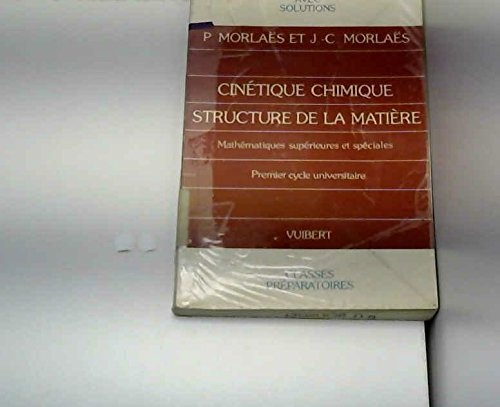 SOLUTIONS
P MORLAËS ET J.-C MORLAËS
CINÉTIQUE CHIMIQUE
STRUCTURE DE LA MATIÈRE
Mathématiques supérieures et spéciales
Premier cycle universitaire
VUIBERT
CLASSES
PRÉPARATOIRES